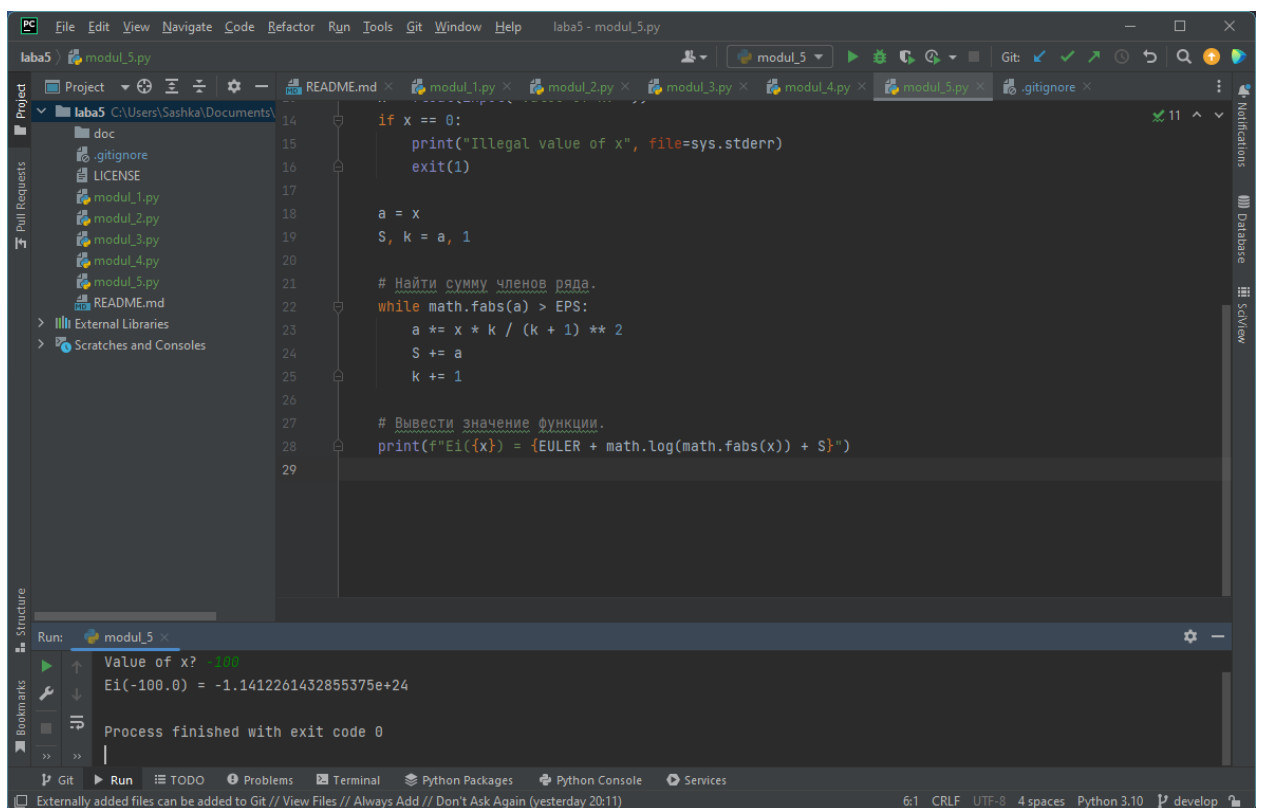 PC File Edit View Navigate Code Refactor Run Tools Git Window Help laba5 - modul_5.py
laba5 modul_5.py modul_5 Git:
Project README.md modul_1.py modul_2.py modul_3.py modul_4.py modul_5.py .gitignore
Project
Pull Requests
laba5 C:\Users\Sashka\Documents\
doc
.gitignore
LICENSE
modul_1.py
modul_2.py
modul_3.py
modul_4.py
modul_5.py
README.md
External Libraries
Scratches and Consoles
11
14 if x == 0:
15 print("Illegal value of x", file=sys.stderr)
16 exit(1)
17
18 a = x
19 S, k = a, 1
20
21 # Найти сумму членов ряда.
22 while math.fabs(a) > EPS:
23 a *= x * k / (k + 1) ** 2
24 S += a
25 k += 1
26
27 # Вывести значение функции.
28 print(f"Ei({x}) = {EULER + math.log(math.fabs(x)) + S}")
29
Notifications
Database
SciView
Structure
Bookmarks
Run: modul_5
Value of x? -100
Ei(-100.0) = -1.1412261432855375e+24
Process finished with exit code 0
Git Run TODO Problems Terminal Python Packages Python Console Services
Externally added files can be added to Git // View Files // Always Add // Don't Ask Again (yesterday 20:11) 6:1 CRLF UTF-8 4 spaces Python 3.10 develop